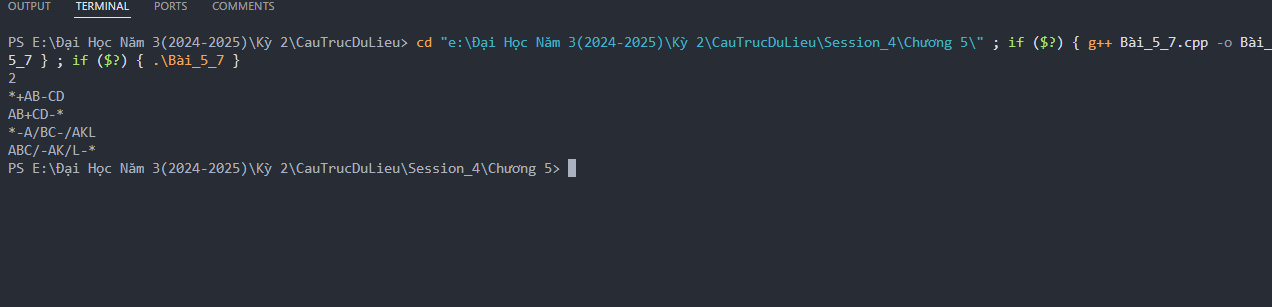 OUTPUT TERMINAL PORTS COMMENTS
PS E:\Đại Học Năm 3(2024-2025)\Kỳ 2\CauTrucDuLieu> cd "e:\Đại Học Năm 3(2024-2025)\Kỳ 2\CauTrucDuLieu\Session_4\Chương 5\" ; if ($?) { g++ Bài_5_7.cpp -o Bài_
5_7 } ; if ($?) { .\Bài_5_7 }
2
*+AB-CD
AB+CD-*
*-A/BC-/AKL
ABC/-AK/L-*
PS E:\Đại Học Năm 3(2024-2025)\Kỳ 2\CauTrucDuLieu\Session_4\Chương 5>